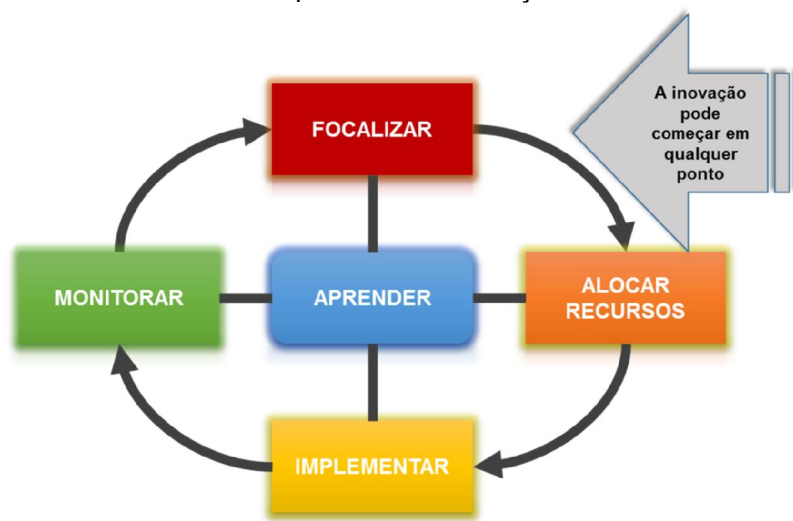 FOCALIZAR
A inovação
pode
começar em
qualquer
ponto
MONITORAR
APRENDER
ALOCAR
RECURSOS
IMPLEMENTAR